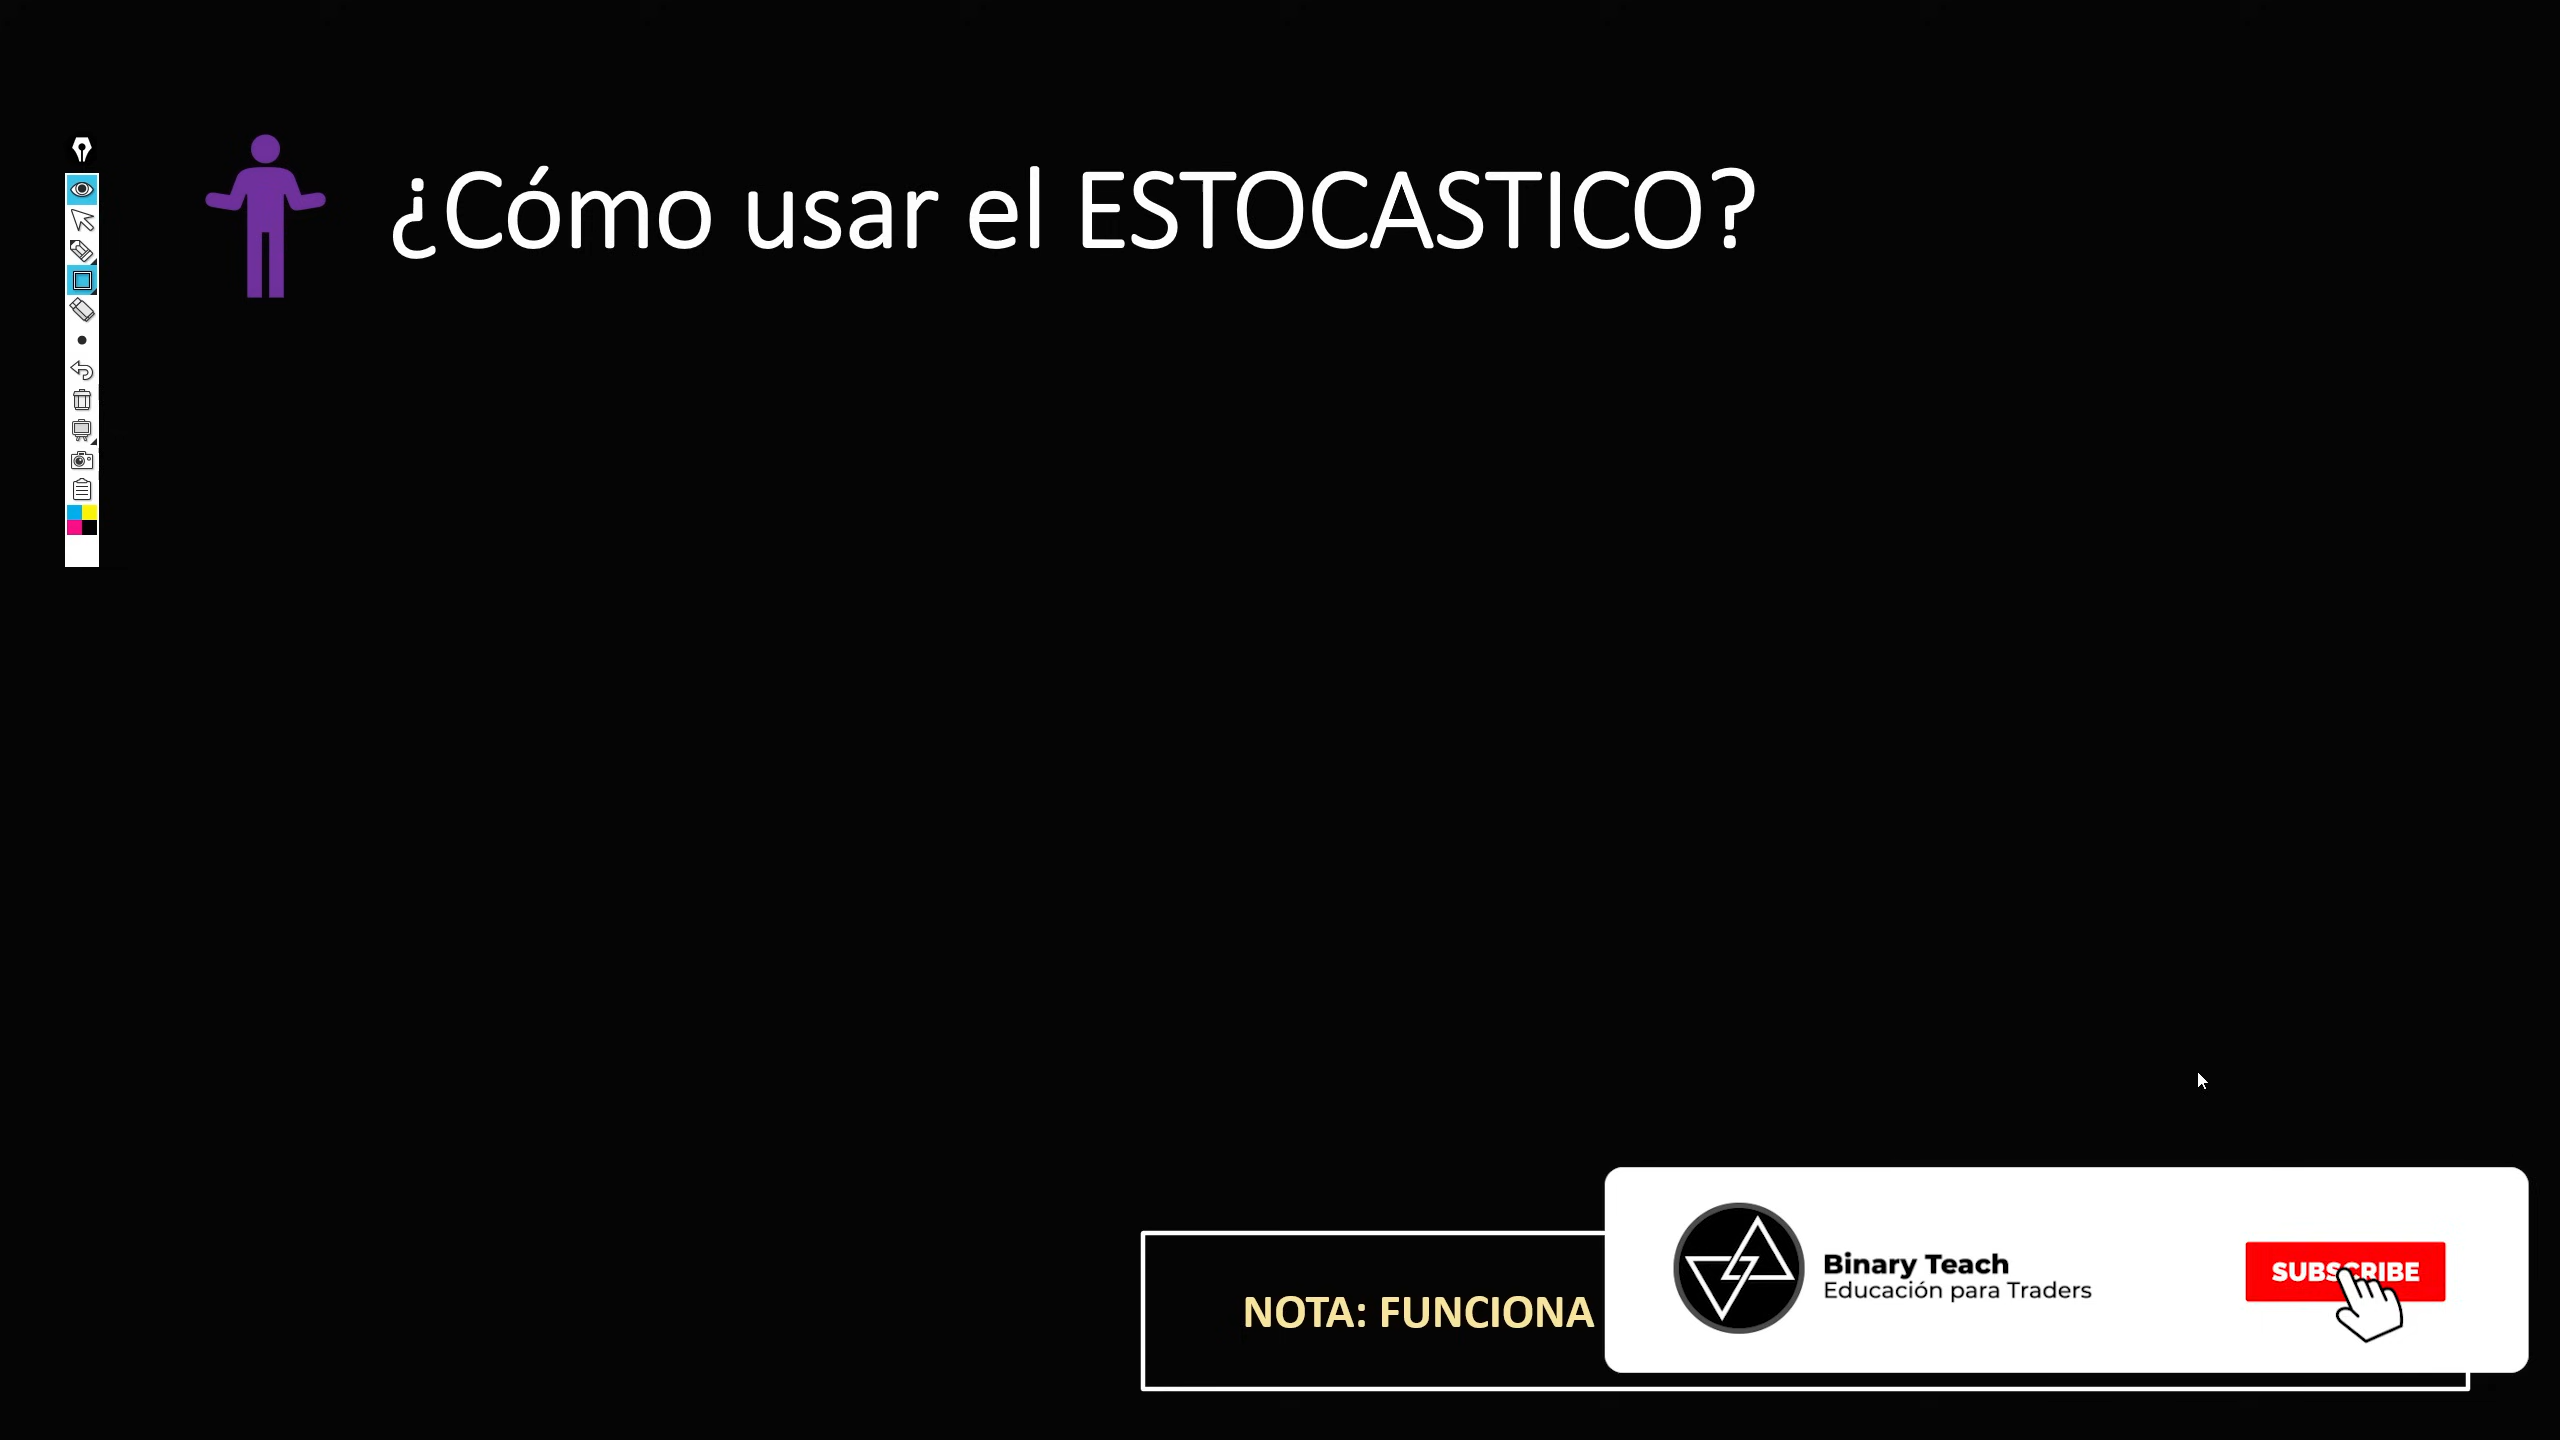 ¿Cómo usar el ESTOCASTICO?
NOTA: FUNCIONA
Binary Teach
Educación para Traders
SUBSCRIBE